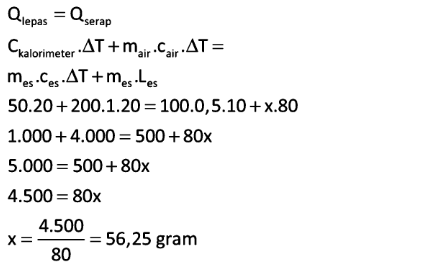 Q_lepas = Q_serap
C_kalorimeter.ΔT + m_air.c_air.ΔT =
m_es.c_es.ΔT + m_es.L_es
50.20 + 200.1.20 = 100.0,5.10 + x.80
1.000 + 4.000 = 500 + 80x
5.000 = 500 + 80x
4.500 = 80x
x = 4.500/80 = 56,25 gram